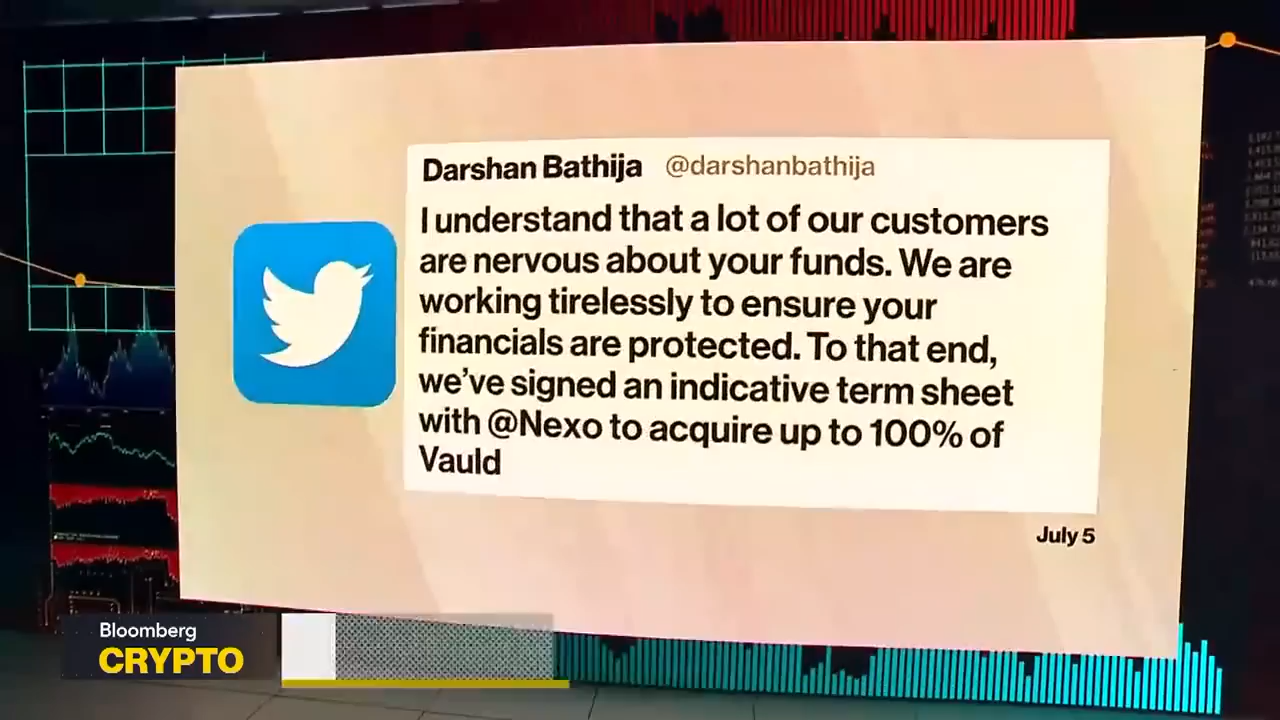 Darshan Bathija @darshanbathija
I understand that a lot of our customers
are nervous about your funds. We are
working tirelessly to ensure your
financials are protected. To that end,
we've signed an indicative term sheet
with @Nexo to acquire up to 100% of
Vauld
July 5
Bloomberg
CRYPTO